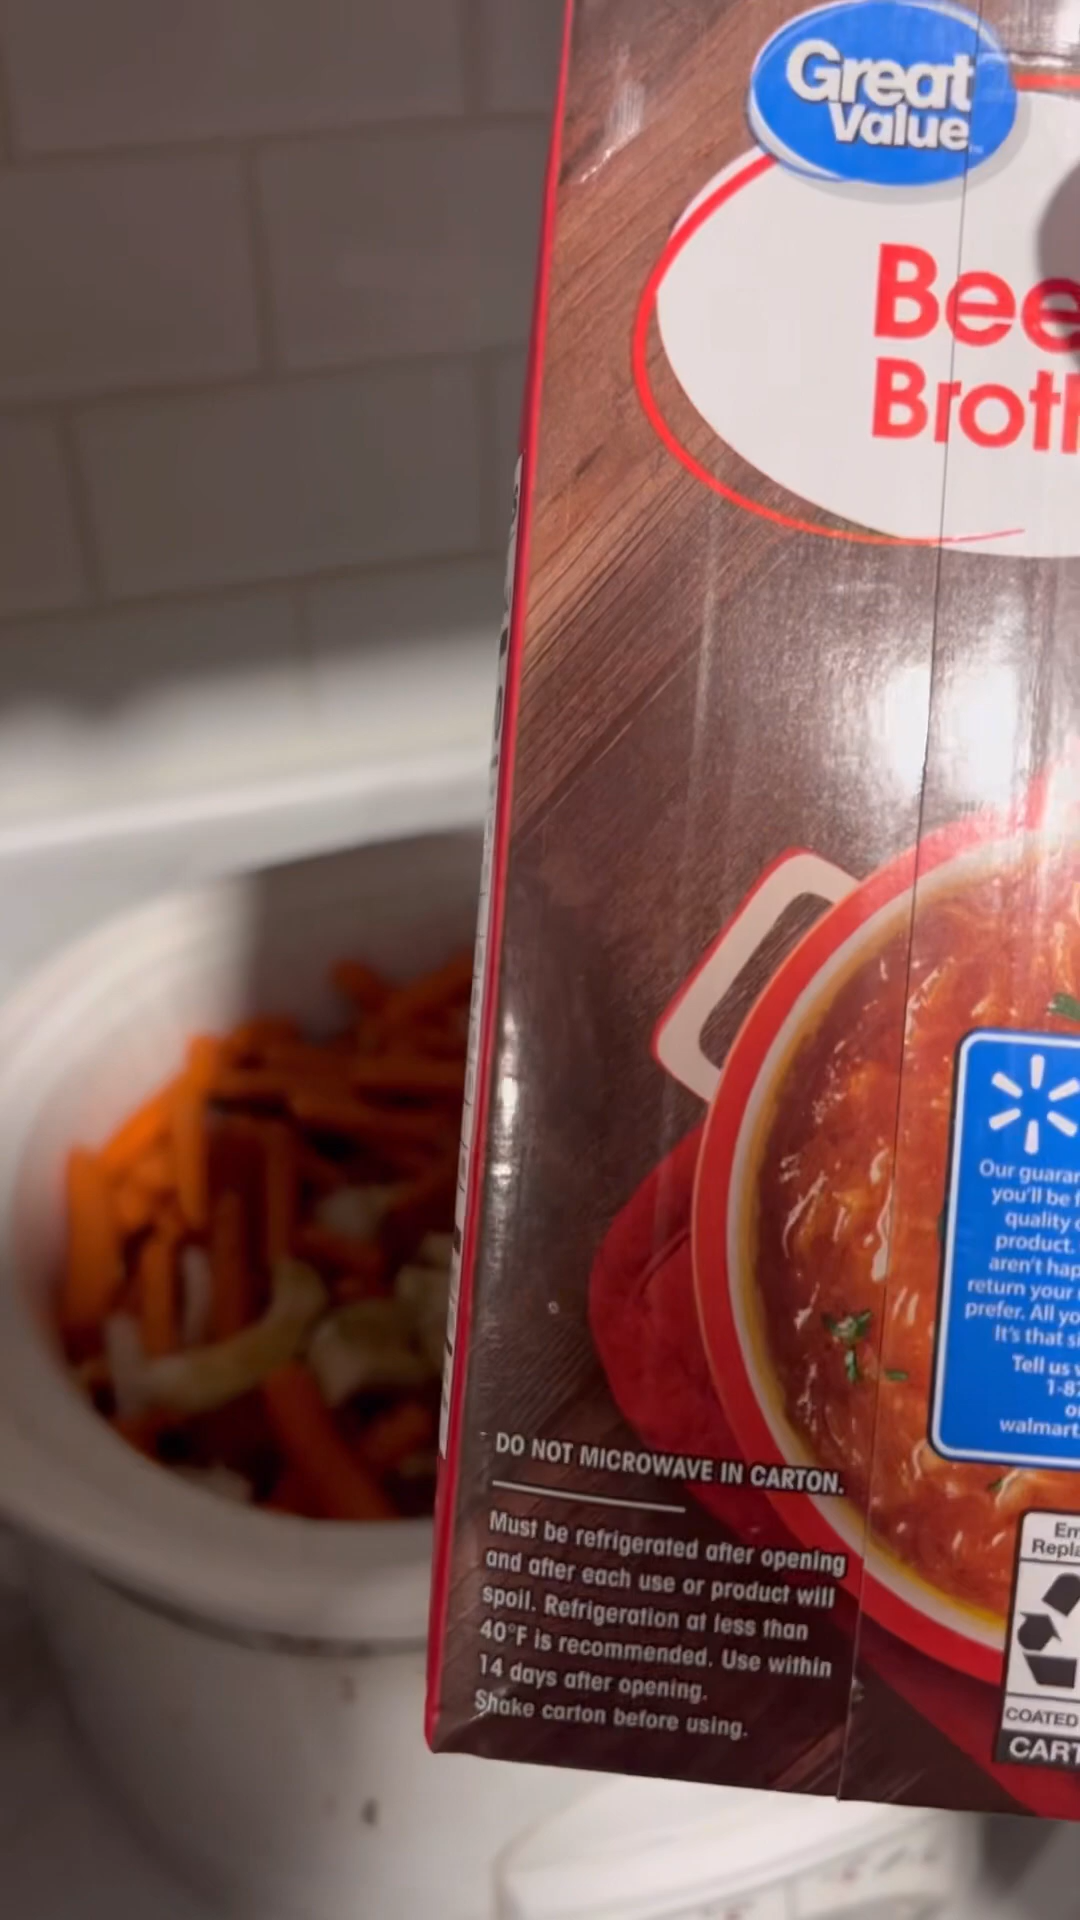 Great
Value
Bee
Brot
Our guaran
you'll be f
quality o
product.
aren't hap
return your
prefer. All yo
It's that si
Tell us
1-87
o
walmart
DO NOT MICROWAVE IN CARTON.
Must be refrigerated after opening
and after each use or product will
spoil. Refrigeration at less than
40°F is recommended. Use within
14 days after opening.
Shake carton before using.
Em
Repla
COATED
CART